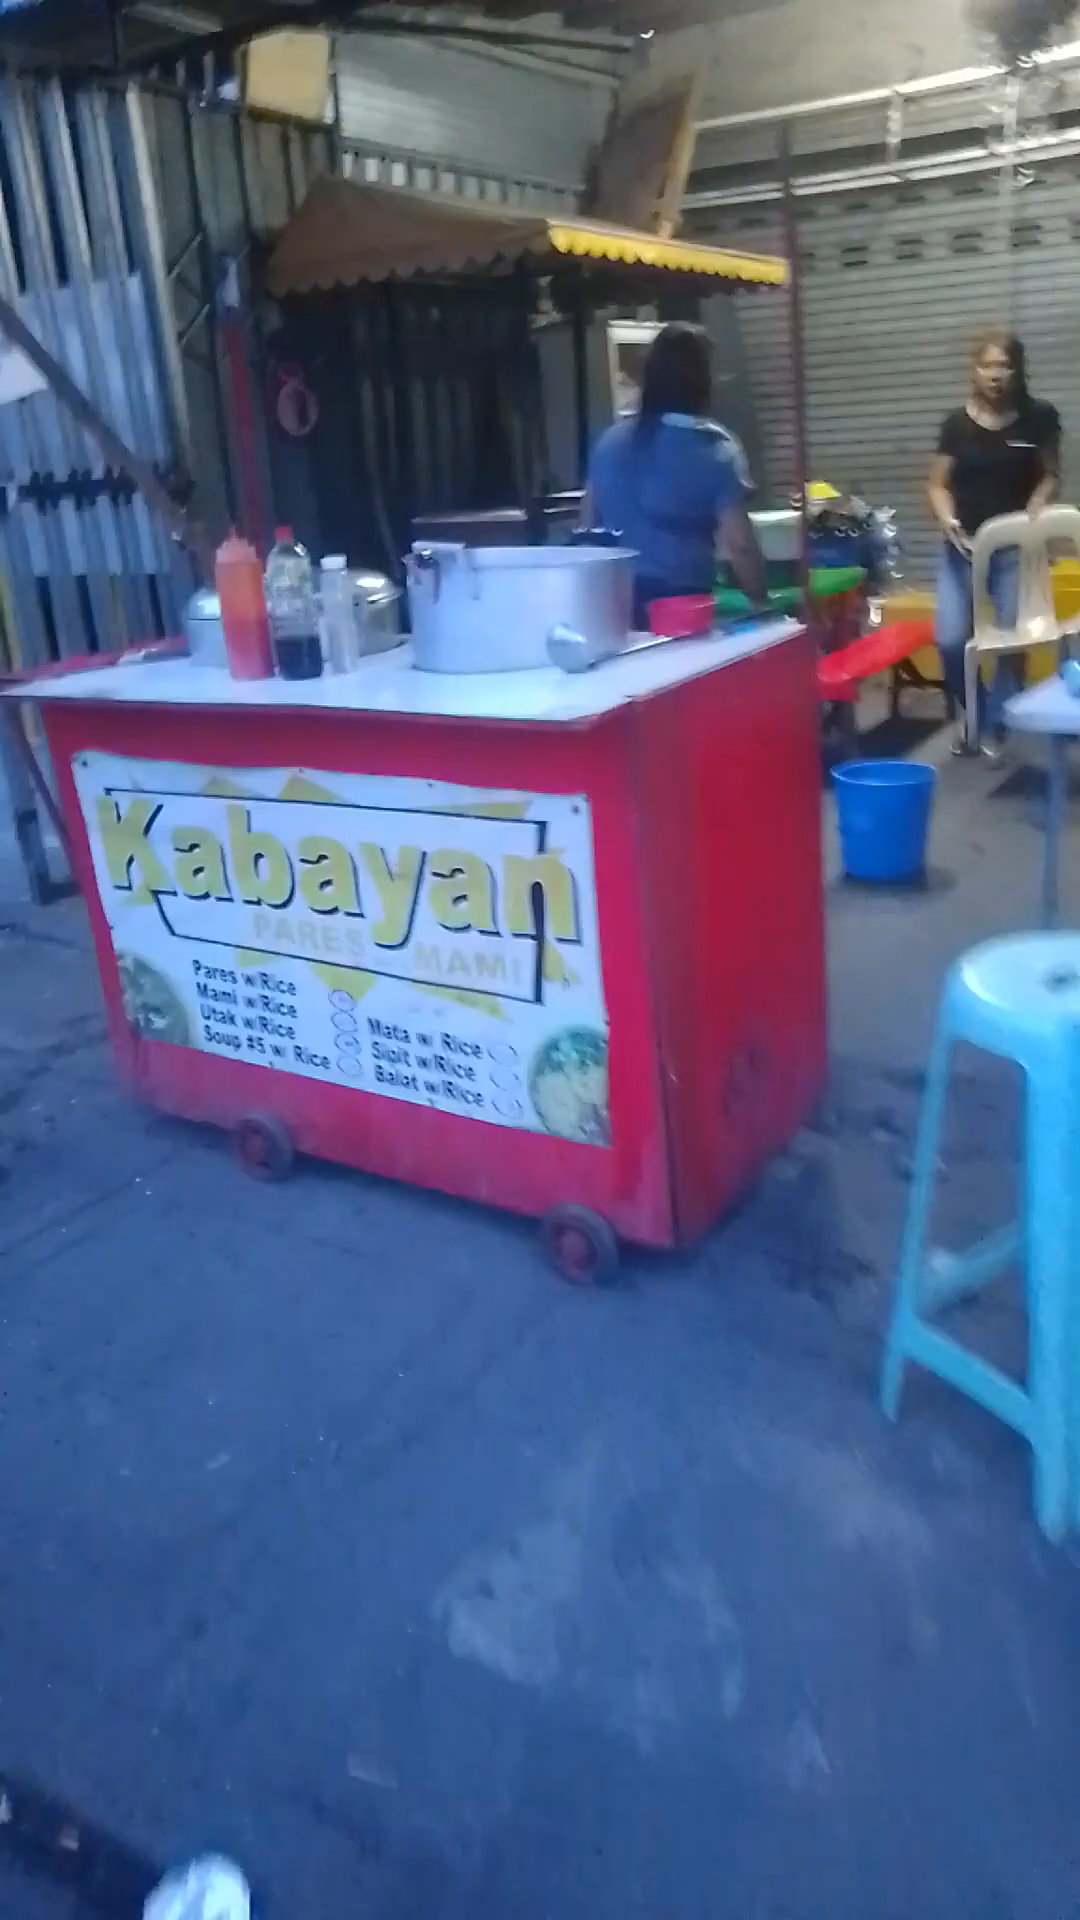 Kabayan
PARES MAMI
Pares w/Rice
Mami w/Rice
Utak w/Rice
Soup #5 w/ Rice
Mata w/ Rice
Sipit w/Rice
Balat w/Rice